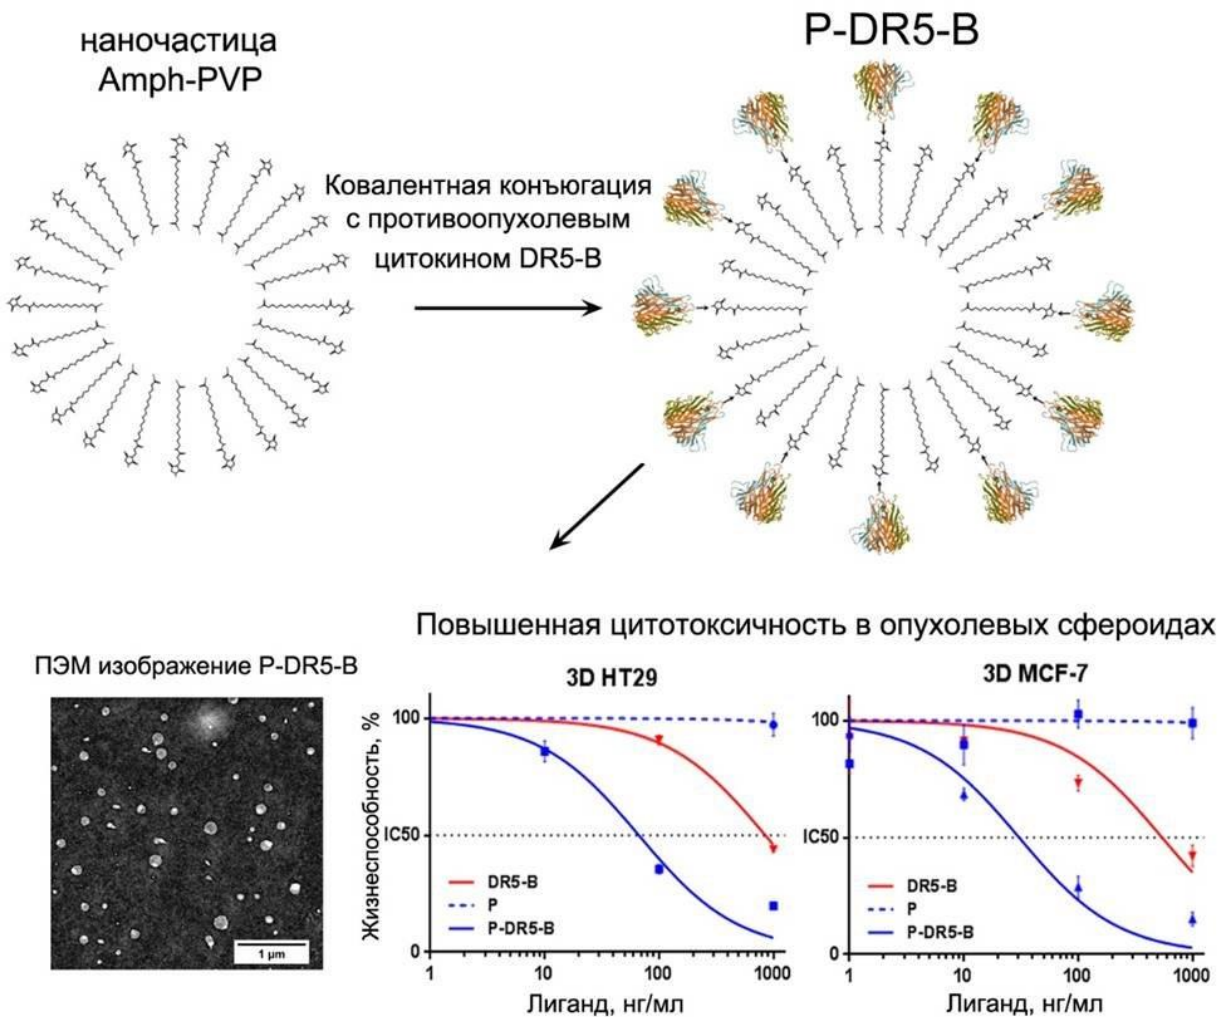 наночастица
Amph-PVP
P-DR5-B
Ковалентная конъюгация
с противоопухолевым
цитокином DR5-B
Повышенная цитотоксичность в опухолевых сфероидах
ПЭМ изображение P-DR5-B
1 µm
3D HT29
Жизнеспособность, %
100
IC50
0
DR5-B
P
P-DR5-B
1 10 100 1000
Лиганд, нг/мл
3D MCF-7
100
IC50
0
DR5-B
P
P-DR5-B
1 10 100 1000
Лиганд, нг/мл